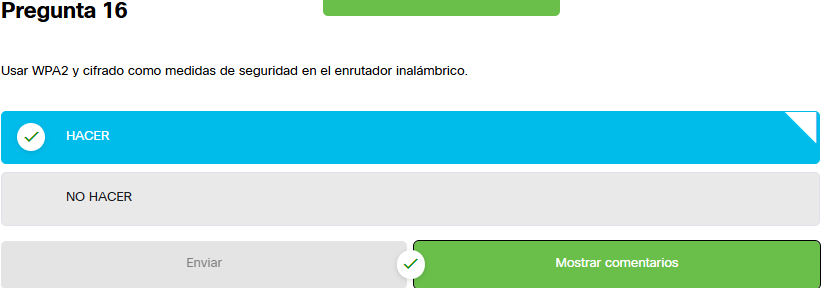 Pregunta 16
Usar WPA2 y cifrado como medidas de seguridad en el enrutador inalámbrico.
HACER
NO HACER
Enviar
Mostrar comentarios